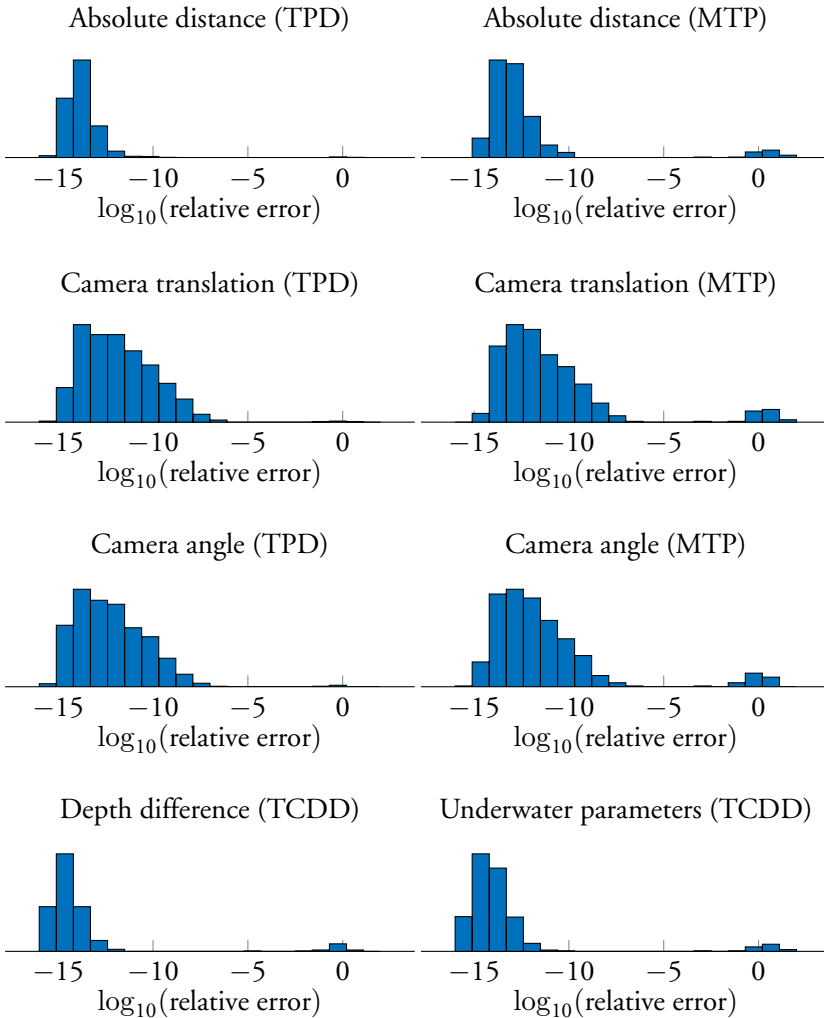 Absolute distance (TPD) Absolute distance (MTP)
−15 −10 −5 0 −15 −10 −5 0
log₁₀(relative error) log₁₀(relative error)
Camera translation (TPD) Camera translation (MTP)
−15 −10 −5 0 −15 −10 −5 0
log₁₀(relative error) log₁₀(relative error)
Camera angle (TPD) Camera angle (MTP)
−15 −10 −5 0 −15 −10 −5 0
log₁₀(relative error) log₁₀(relative error)
Depth difference (TCDD) Underwater parameters (TCDD)
−15 −10 −5 0 −15 −10 −5 0
log₁₀(relative error) log₁₀(relative error)